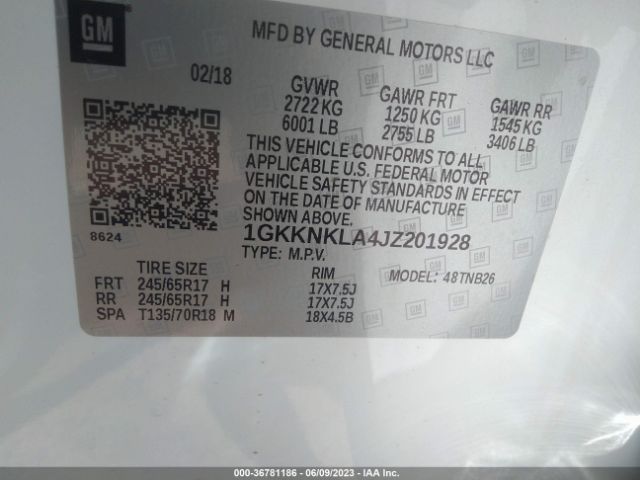 GM
MFD BY GENERAL MOTORS LLC
02/18
GVWR
2722 KG
6001 LB
GAWR FRT
1250 KG
2755 LB
GAWR RR
1545 KG
3406 LB
THIS VEHICLE CONFORMS TO ALL
APPLICABLE U.S. FEDERAL MOTOR
VEHICLE SAFETY STANDARDS IN EFFECT
ON THE DATE OF MANUFACTURE
SHOWN ABOVE.
8624
1GKKNKLA4JZ201928
TYPE: M.P.V.
MODEL: 48TNB26
TIRE SIZE RIM
FRT 245/65R17 H 17X7.5J
RR 245/65R17 H 17X7.5J
SPA T135/70R18 M 18X4.5B
000-36781186 - 06/09/2023 - IAA Inc.